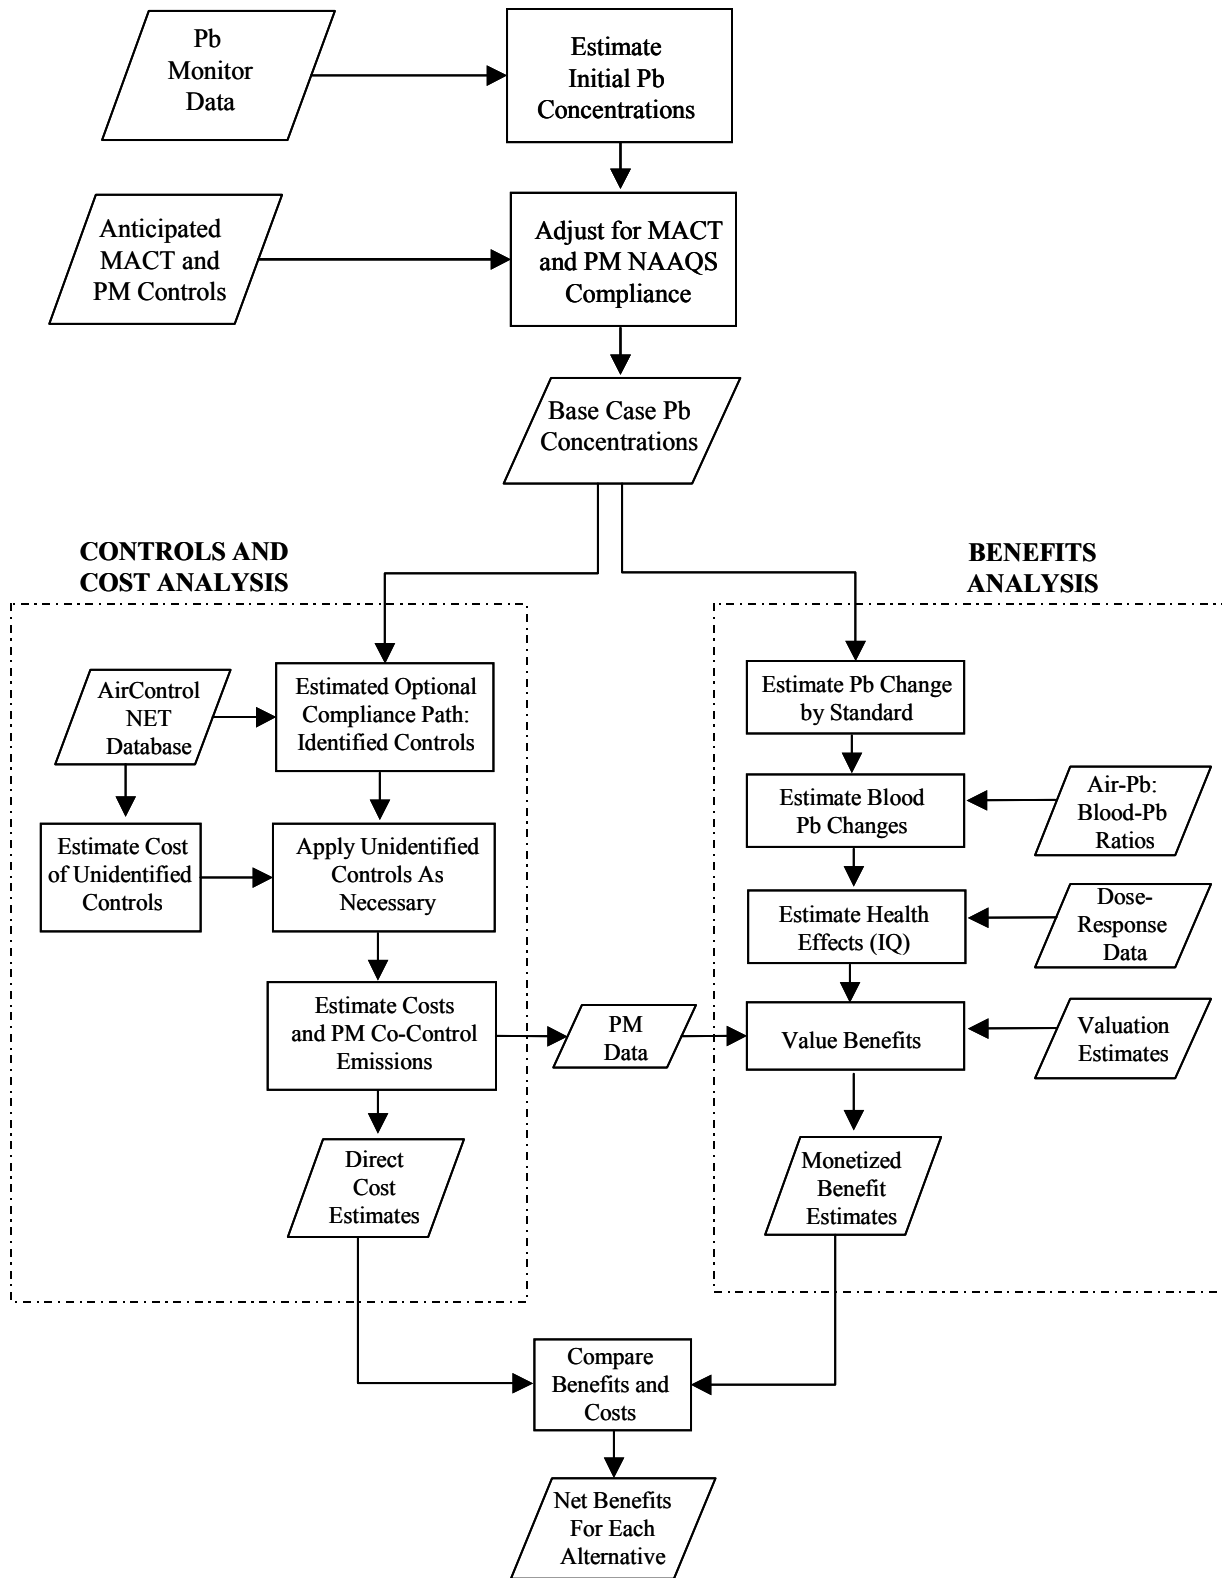 Pb
Monitor
Data
Estimate
Initial Pb
Concentrations
Anticipated
MACT and
PM Controls
Adjust for MACT
and PM NAAQS
Compliance
Base Case Pb
Concentrations
CONTROLS AND
COST ANALYSIS
BENEFITS
ANALYSIS
AirControl
NET
Database
Estimated Optional
Compliance Path:
Identified Controls
Estimate Cost
of Unidentified
Controls
Apply Unidentified
Controls As
Necessary
Estimate Costs
and PM Co-Control
Emissions
PM
Data
Direct
Cost
Estimates
Estimate Pb Change
by Standard
Estimate Blood
Pb Changes
Air-Pb:
Blood-Pb
Ratios
Estimate Health
Effects (IQ)
Dose-
Response
Data
Value Benefits
Valuation
Estimates
Monetized
Benefit
Estimates
Compare
Benefits and
Costs
Net Benefits
For Each
Alternative